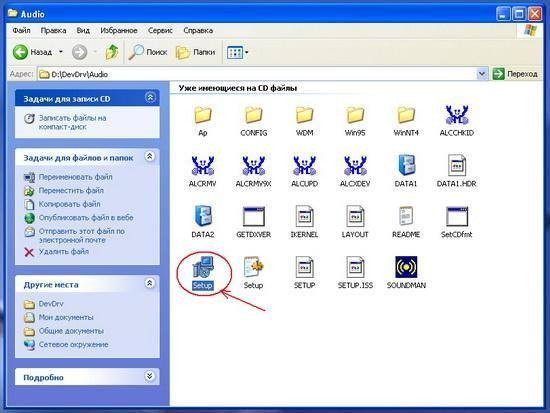 Audio
Файл Правка Вид Избранное Сервис Справка
Назад Поиск Папки
Адрес: D:\DevDrv\Audio Переход
Задачи для записи CD
Записать файлы на
компакт-диск
Задачи для файлов и папок
Переименовать файл
Переместить файл
Копировать файл
Опубликовать файл в вебе
Отправить этот файл по
электронной почте
Удалить файл
Другие места
DevDrv
Мои документы
Общие документы
Сетевое окружение
Подробно
Уже имеющиеся на CD файлы
Ap CONFIG WDM Win95 WinNT4 ALCCHKID
ALCRMV ALCRMV9X ALCUPD ALCXDEV DATA1 DATA1.HDR
DATA2 GETDXVER IKERNEL LAYOUT README SetCDfmt
Setup Setup SETUP SETUP.ISS SOUNDMAN